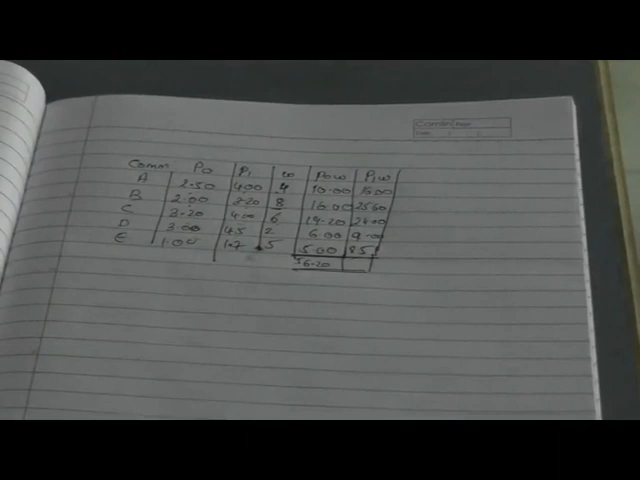 Comm P0 P1 w P0w P1w
A 2.50 4.00 4 10.00 16.00
B 2.00 3.20 8 16.00 25.60
C 3.20 4.00 6 19.20 24.00
D 3.00 4.5 2 6.00 9.00
E 1.00 1.7 5 5.00 8.5
56.20